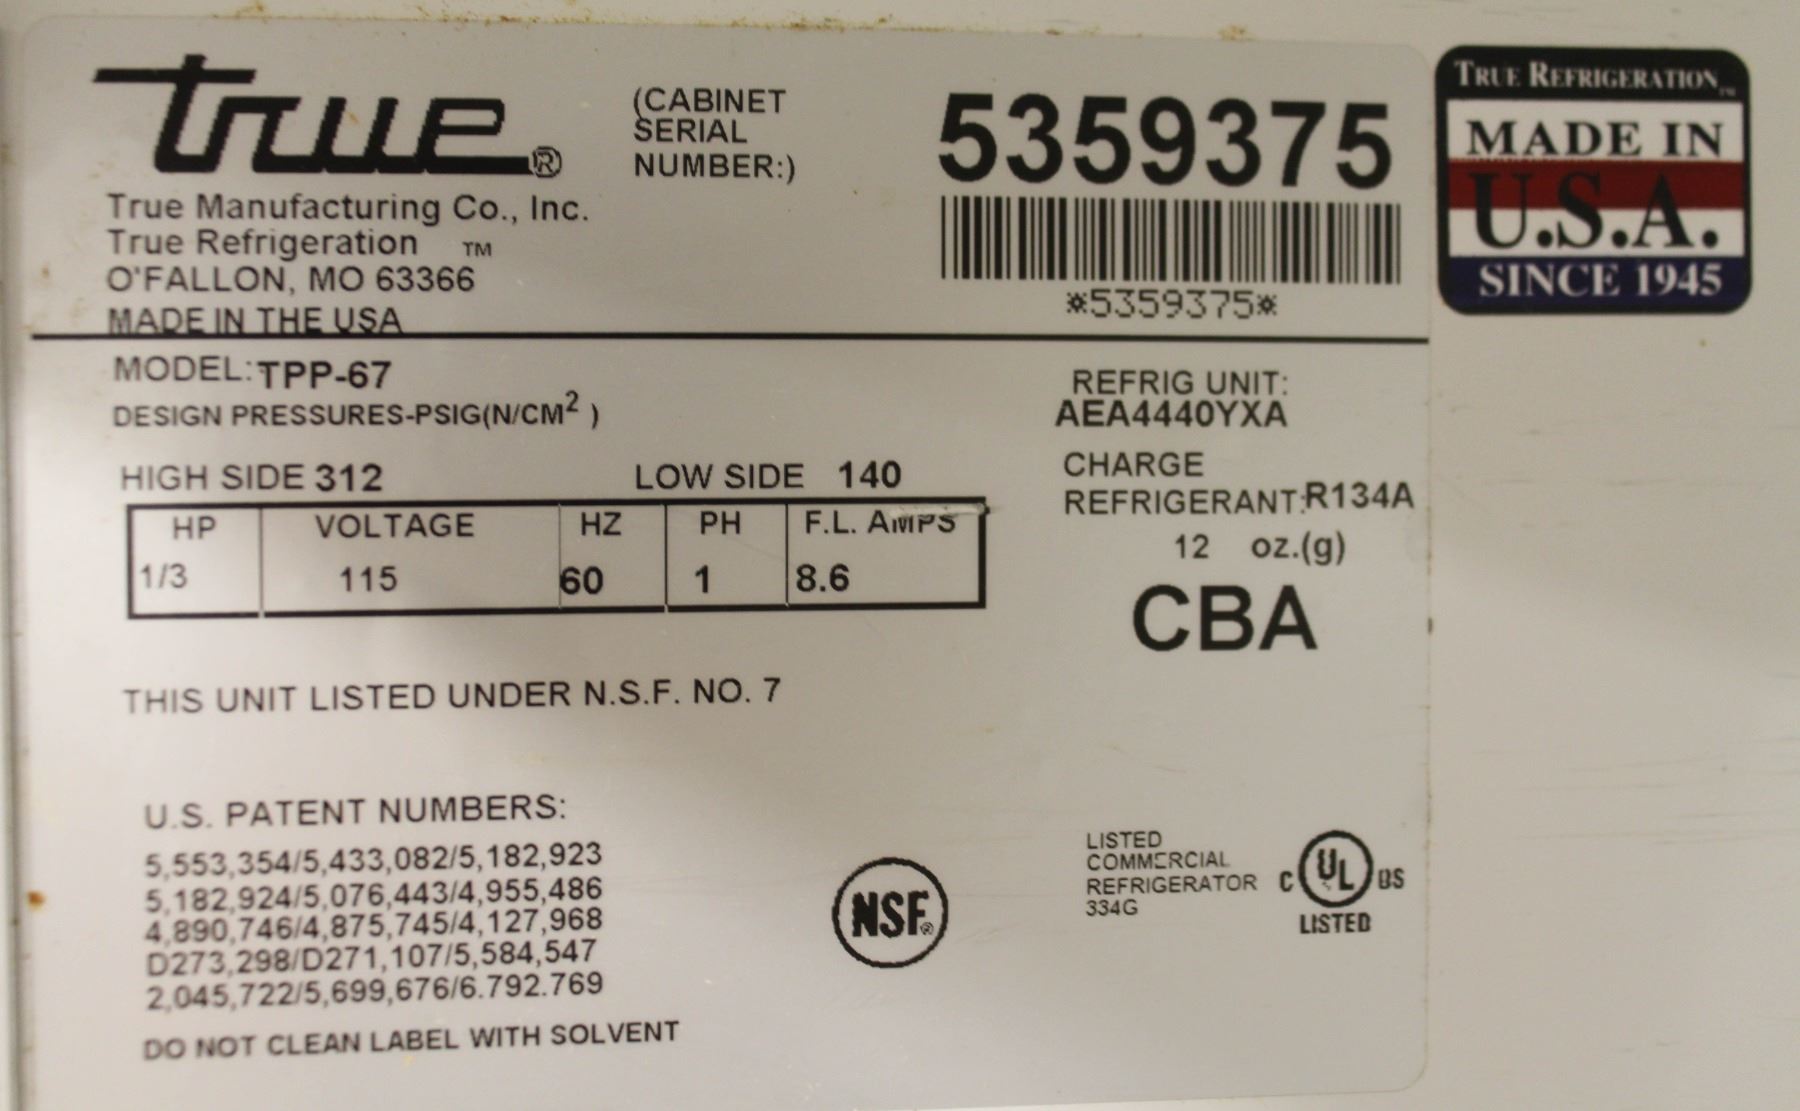 true®
(CABINET
SERIAL
NUMBER:)
5359375
*5359375*
True Manufacturing Co., Inc.
True Refrigeration TM
O'FALLON, MO 63366
MADE IN THE USA
TRUE REFRIGERATION™
MADE IN
U.S.A.
SINCE 1945
MODEL: TPP-67
DESIGN PRESSURES-PSIG(N/CM² )
HIGH SIDE 312 LOW SIDE 140
HP VOLTAGE HZ PH F.L. AMPS
1/3 115 60 1 8.6
REFRIG UNIT:
AEA4440YXA
CHARGE
REFRIGERANT:R134A
12 oz.(g)
CBA
THIS UNIT LISTED UNDER N.S.F. NO. 7
U.S. PATENT NUMBERS:
5,553,354/5,433,082/5,182,923
5,182,924/5,076,443/4,955,486
4,890,746/4,875,745/4,127,968
D273,298/D271,107/5,584,547
2,045,722/5,699,676/6.792.769
DO NOT CLEAN LABEL WITH SOLVENT
NSF®
LISTED
COMMERCIAL
REFRIGERATOR
334G
C UL US
LISTED